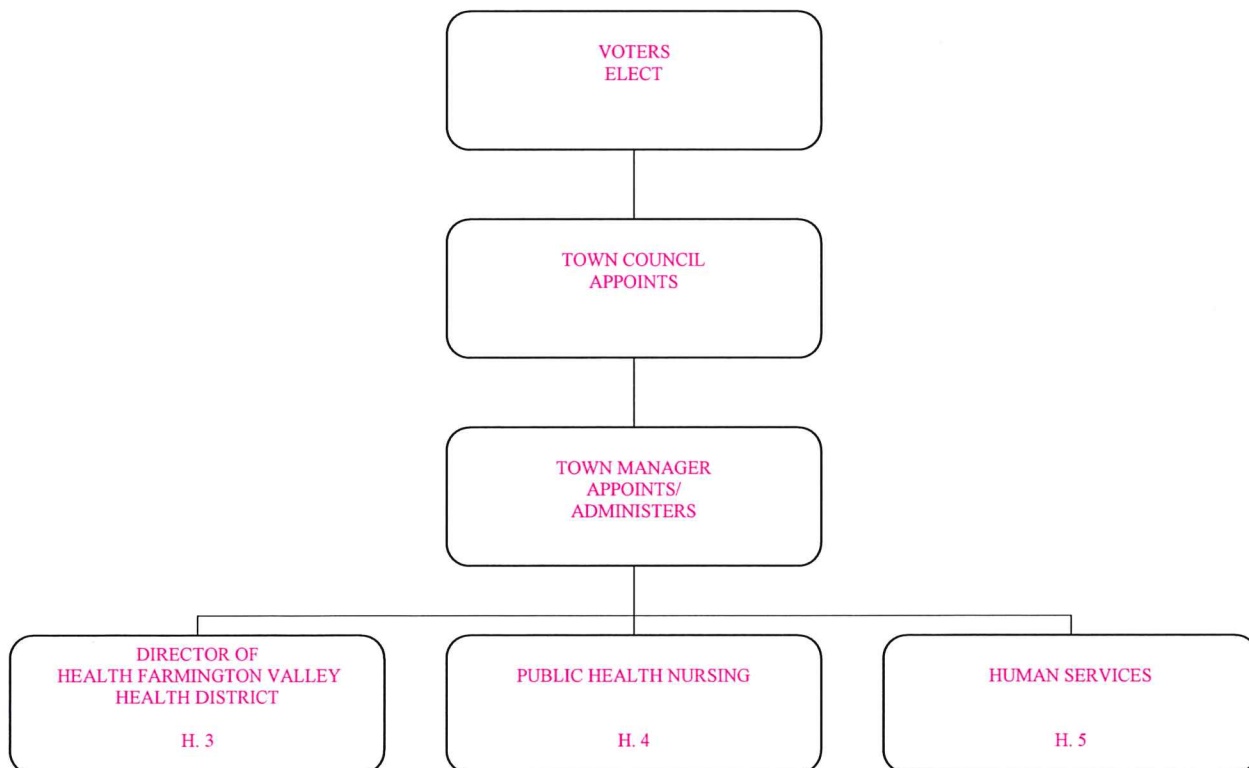 VOTERS
ELECT
TOWN COUNCIL
APPOINTS
TOWN MANAGER
APPOINTS/
ADMINISTERS
DIRECTOR OF
HEALTH FARMINGTON VALLEY
HEALTH DISTRICT
H. 3
PUBLIC HEALTH NURSING
H. 4
HUMAN SERVICES
H. 5